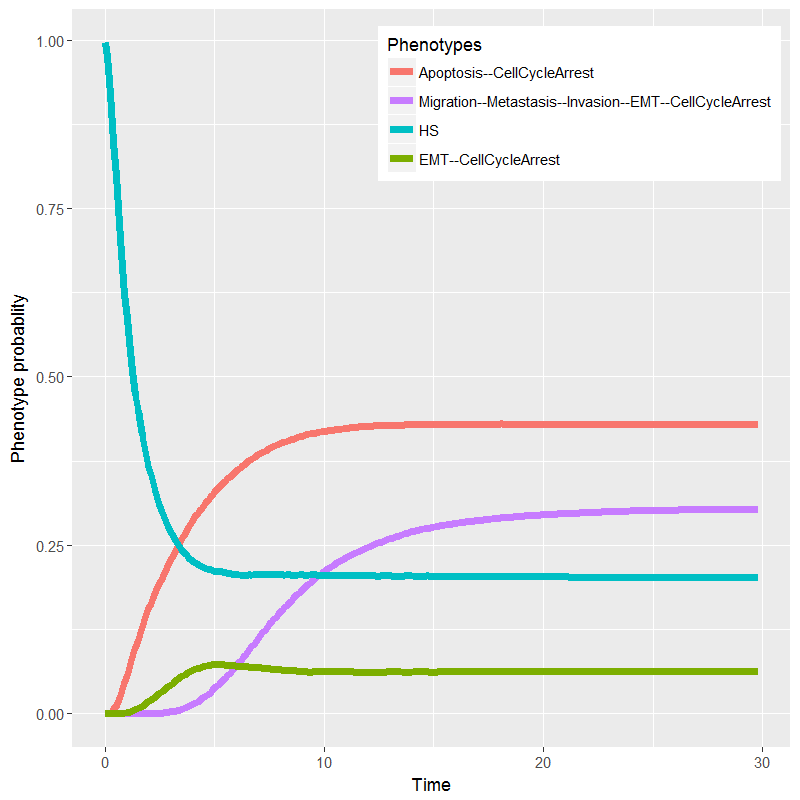 Phenotypes
Apoptosis--CellCycleArrest
Migration--Metastasis--Invasion--EMT--CellCycleArrest
HS
EMT--CellCycleArrest
1.00
0.75
0.50
0.25
0.00
Phenotype probablity
0 10 20 30
Time